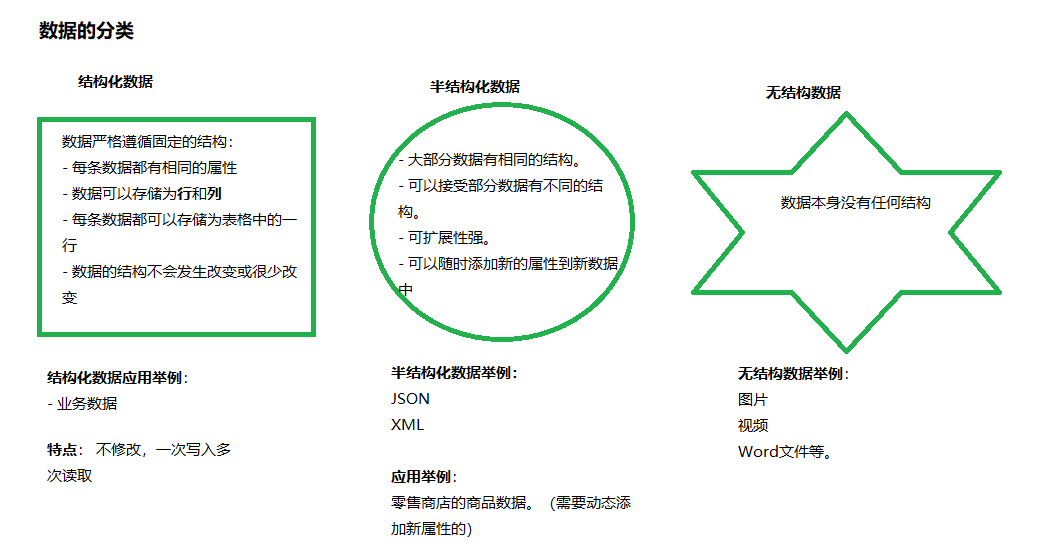 数据的分类
结构化数据
数据严格遵循固定的结构：
- 每条数据都有相同的属性
- 数据可以存储为行和列
- 每条数据都可以存储为表格中的一
行
- 数据的结构不会发生改变或很少改
变
结构化数据应用举例：
- 业务数据
特点： 不修改，一次写入多
次读取
半结构化数据
- 大部分数据有相同的结构。
- 可以接受部分数据有不同的结
构。
- 可扩展性强。
- 可以随时添加新的属性到新数据
中
半结构化数据举例：
JSON
XML
应用举例：
零售商店的商品数据。（需要动态添
加新属性的）
无结构数据
数据本身没有任何结构
无结构数据举例：
图片
视频
Word文件等。